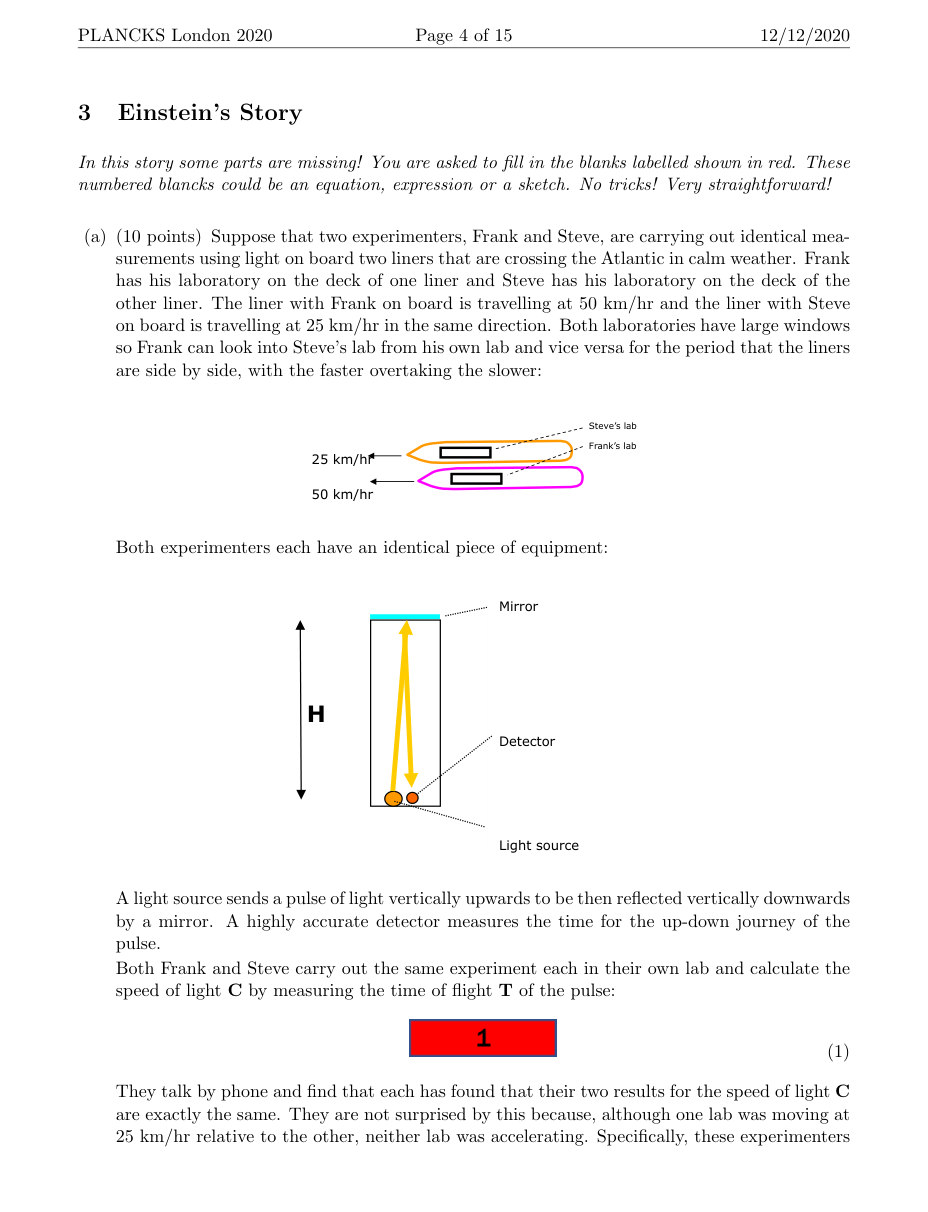 PLANCKS London 2020 Page 4 of 15 12/12/2020
3 Einstein's Story
In this story some parts are missing! You are asked to fill in the blanks labelled shown in red. These
numbered blancks could be an equation, expression or a sketch. No tricks! Very straightforward!
(a) (10 points) Suppose that two experimenters, Frank and Steve, are carrying out identical mea-
surements using light on board two liners that are crossing the Atlantic in calm weather. Frank
has his laboratory on the deck of one liner and Steve has his laboratory on the deck of the
other liner. The liner with Frank on board is travelling at 50 km/hr and the liner with Steve
on board is travelling at 25 km/hr in the same direction. Both laboratories have large windows
so Frank can look into Steve's lab from his own lab and vice versa for the period that the liners
are side by side, with the faster overtaking the slower:
Steve's lab
Frank's lab
25 km/hr
50 km/hr
Both experimenters each have an identical piece of equipment:
Mirror
H
Detector
Light source
A light source sends a pulse of light vertically upwards to be then reflected vertically downwards
by a mirror. A highly accurate detector measures the time for the up-down journey of the
pulse.
Both Frank and Steve carry out the same experiment each in their own lab and calculate the
speed of light C by measuring the time of flight T of the pulse:
1
(1)
They talk by phone and find that each has found that their two results for the speed of light C
are exactly the same. They are not surprised by this because, although one lab was moving at
25 km/hr relative to the other, neither lab was accelerating. Specifically, these experimenters